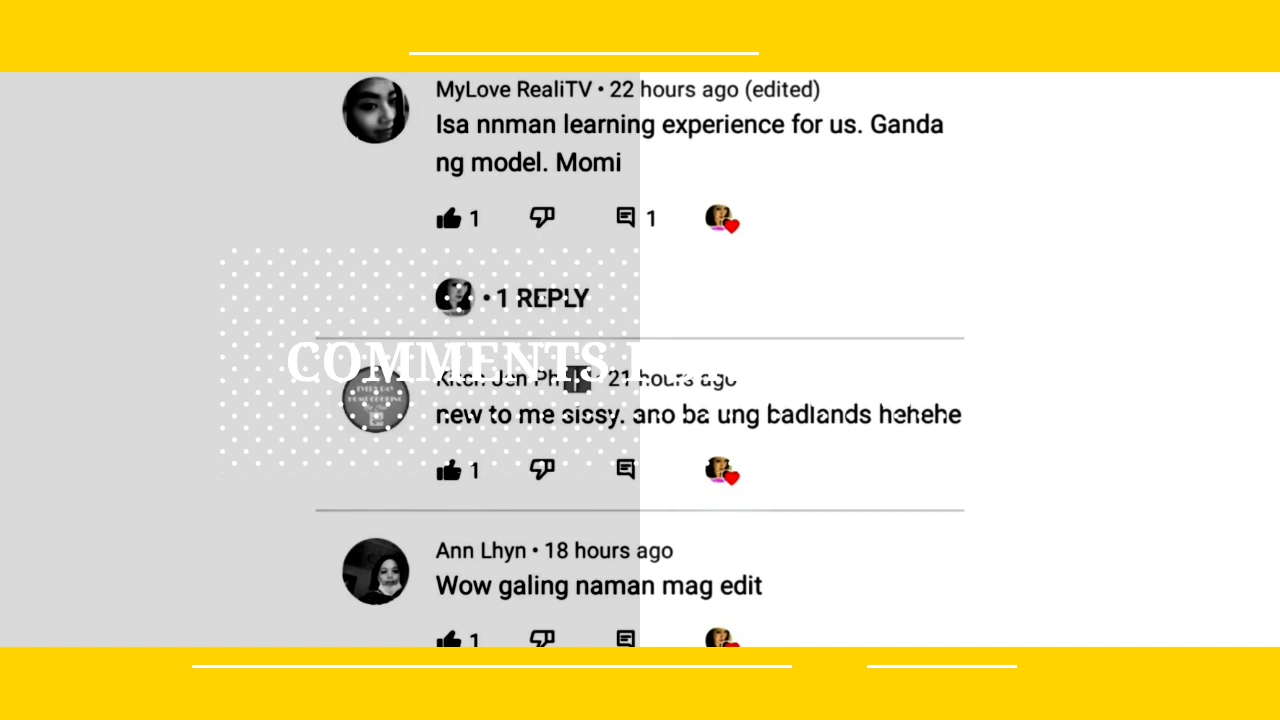 MyLove RealiTV • 22 hours ago (edited)
Isa nnman learning experience for us. Ganda
ng model. Momi
1
1
• 1 REPLY
COMMENTS
Kitch Jen • 21 hours ago
new to me sissy. ano ba ung badlands hehehe
1
Ann Lhyn • 18 hours ago
Wow galing naman mag edit
1